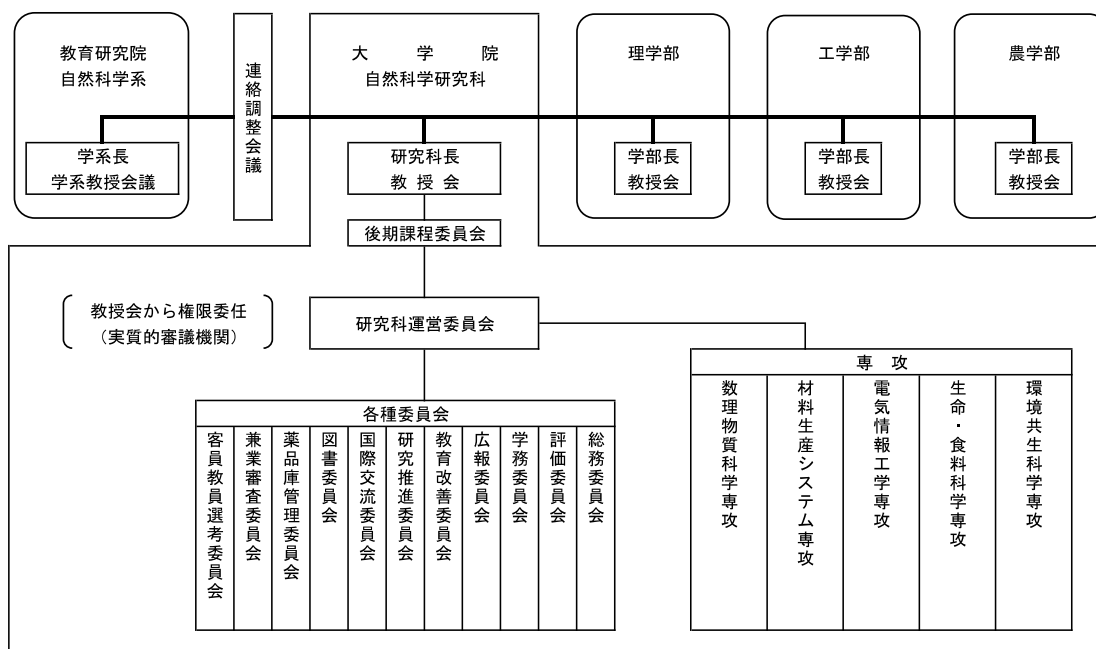 教育研究院
自然科学系
学系長
学系教授会議
連絡調整会議
大学院
自然科学研究科
研究科長
教授会
理学部
学部長
教授会
工学部
学部長
教授会
農学部
学部長
教授会
後期課程委員会
教授会から権限委任
（実質的審議機関）
研究科運営委員会
各種委員会
客員教員選考委員会
兼業審査委員会
薬品庫管理委員会
図書委員会
国際交流委員会
研究推進委員会
教育改善委員会
広報委員会
学務委員会
評価委員会
総務委員会
専攻
数理物質科学専攻
材料生産システム専攻
電気情報工学専攻
生命・食料科学専攻
環境共生科学専攻